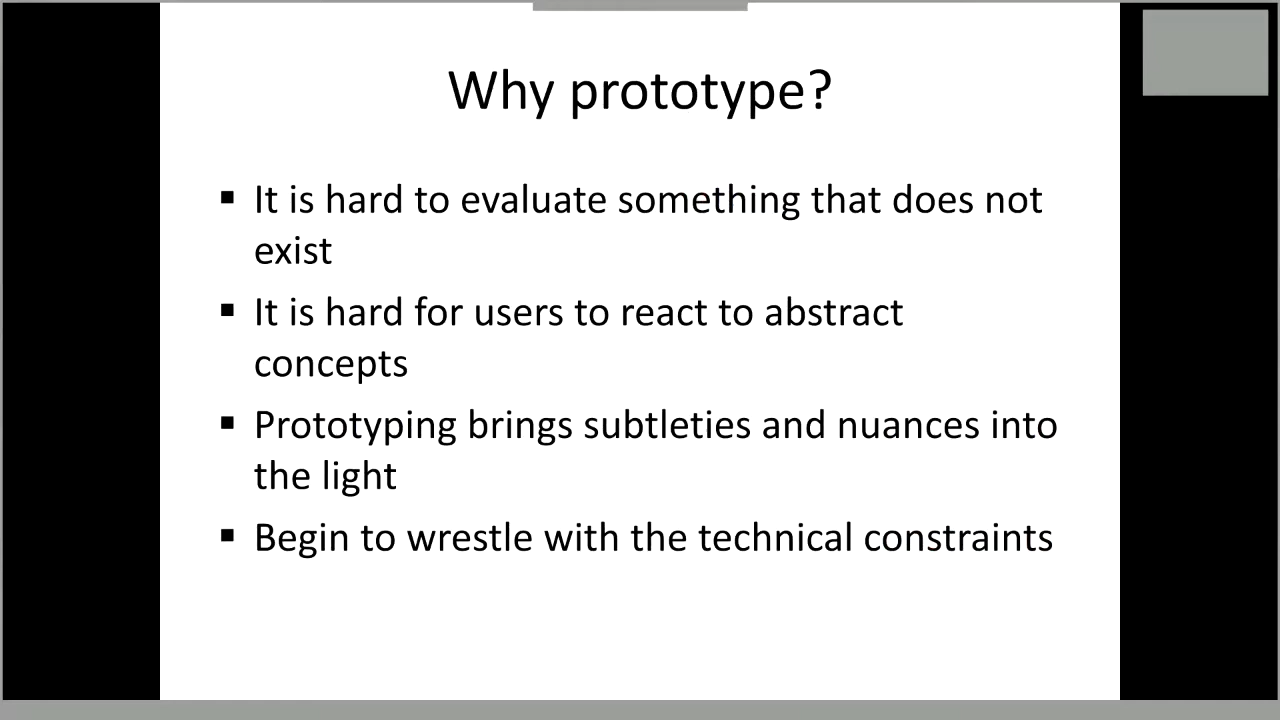 Why prototype?
▪ It is hard to evaluate something that does not
exist
▪ It is hard for users to react to abstract
concepts
▪ Prototyping brings subtleties and nuances into
the light
▪ Begin to wrestle with the technical constraints